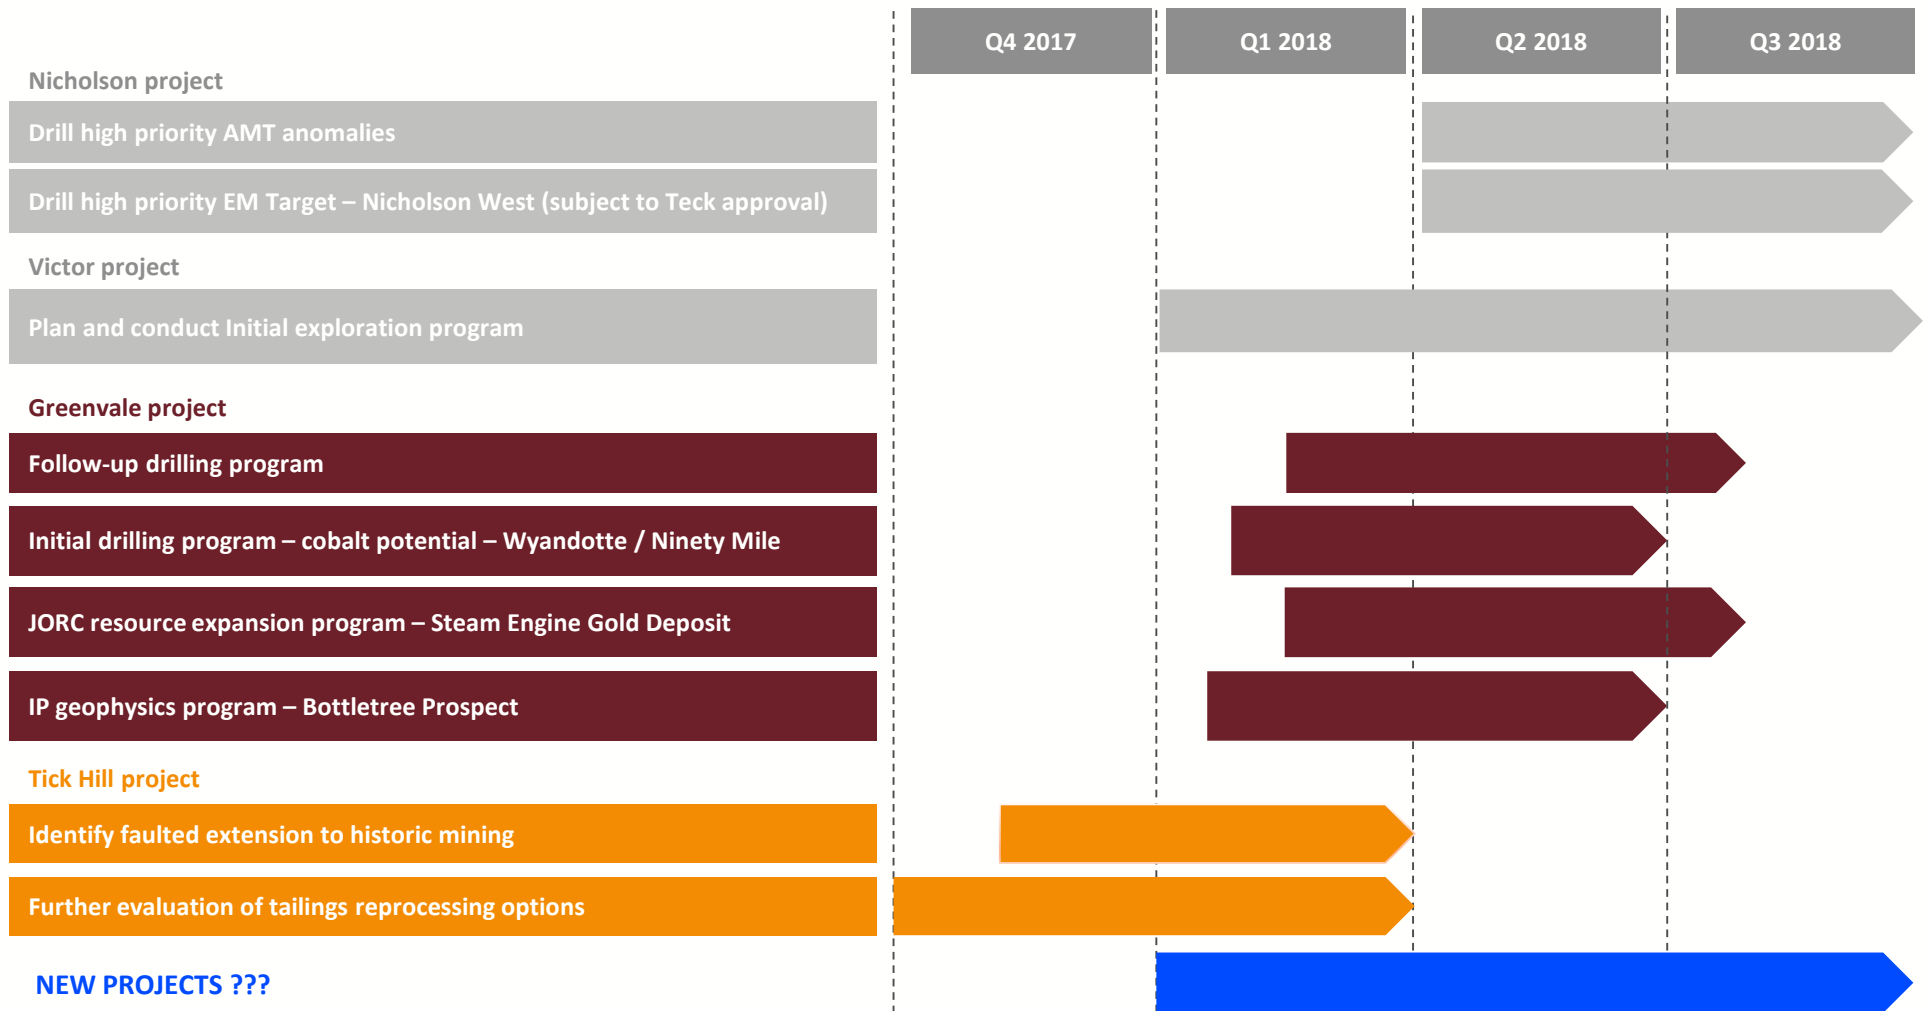 Q4 2017
Q1 2018
Q2 2018
Q3 2018
Nicholson project
Drill high priority AMT anomalies
Drill high priority EM Target – Nicholson West (subject to Teck approval)
Victor project
Plan and conduct Initial exploration program
Greenvale project
Follow-up drilling program
Initial drilling program – cobalt potential – Wyandotte / Ninety Mile
JORC resource expansion program – Steam Engine Gold Deposit
IP geophysics program – Bottletree Prospect
Tick Hill project
Identify faulted extension to historic mining
Further evaluation of tailings reprocessing options
NEW PROJECTS ???